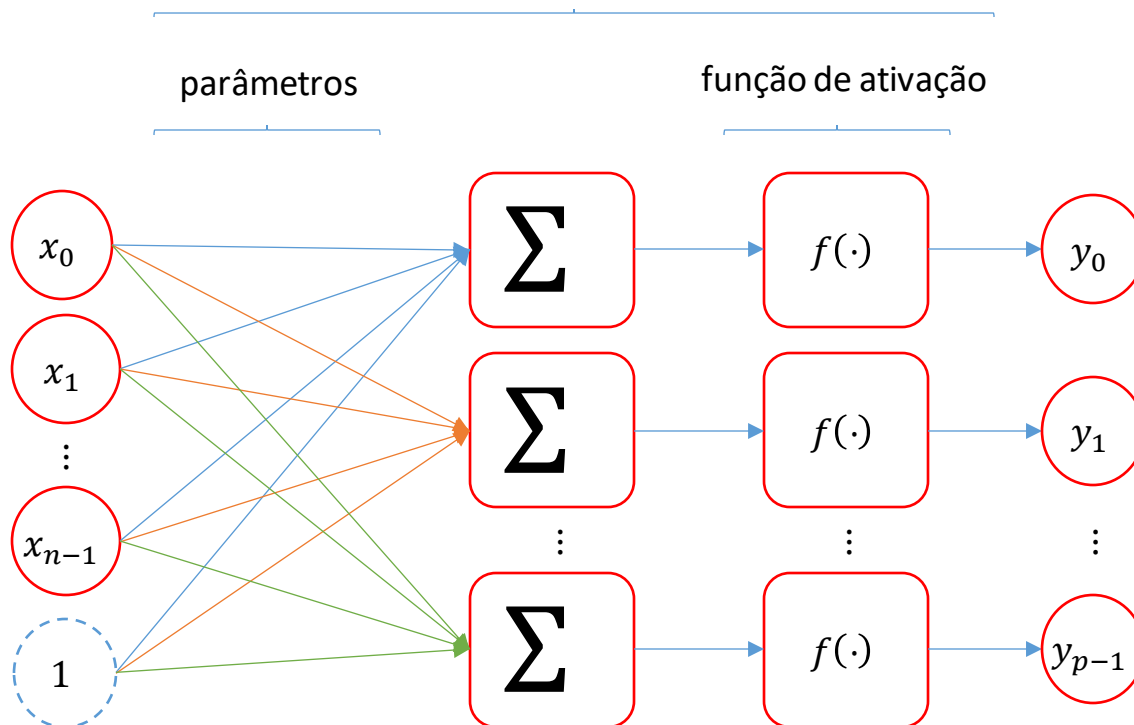 parâmetros função de ativação
x₀ ∑ f(·) y₀
x₁ ∑ f(·) y₁
⋮
xₙ₋₁
⋮ ⋮ ⋮
1 ∑ f(·) yₚ₋₁